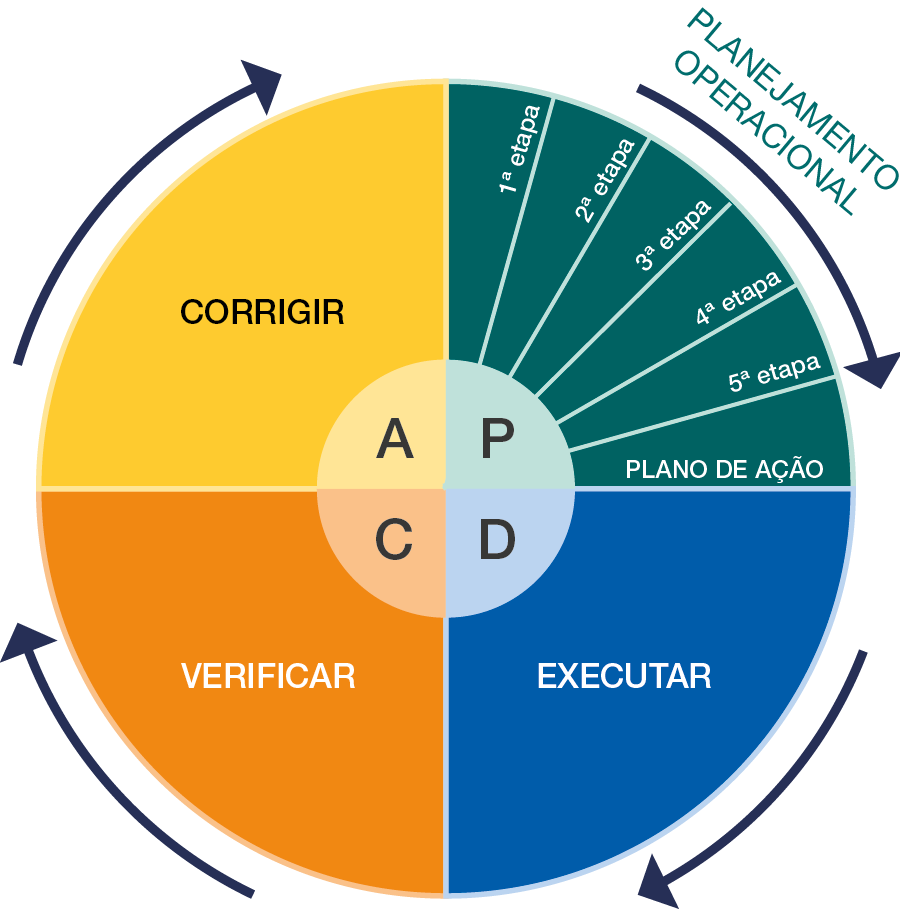 PLANEJAMENTO
OPERACIONAL
1ª etapa
2ª etapa
3ª etapa
4ª etapa
5ª etapa
PLANO DE AÇÃO
CORRIGIR
A P
C D
VERIFICAR
EXECUTAR